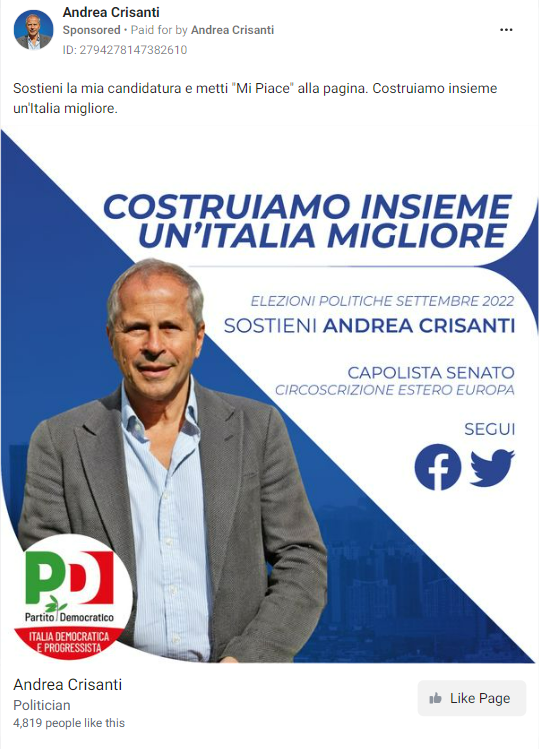 Andrea Crisanti
Sponsored • Paid for by Andrea Crisanti
ID: 2794278147382610
Sostieni la mia candidatura e metti "Mi Piace" alla pagina. Costruiamo insieme
un'Italia migliore.
COSTRUIAMO INSIEME
UN'ITALIA MIGLIORE
ELEZIONI POLITICHE SETTEMBRE 2022
SOSTIENI ANDREA CRISANTI
CAPOLISTA SENATO
CIRCOSCRIZIONE ESTERO EUROPA
SEGUI
PD
Partito Democratico
ITALIA DEMOCRATICA
E PROGRESSISTA
Andrea Crisanti
Politician
4,819 people like this
Like Page